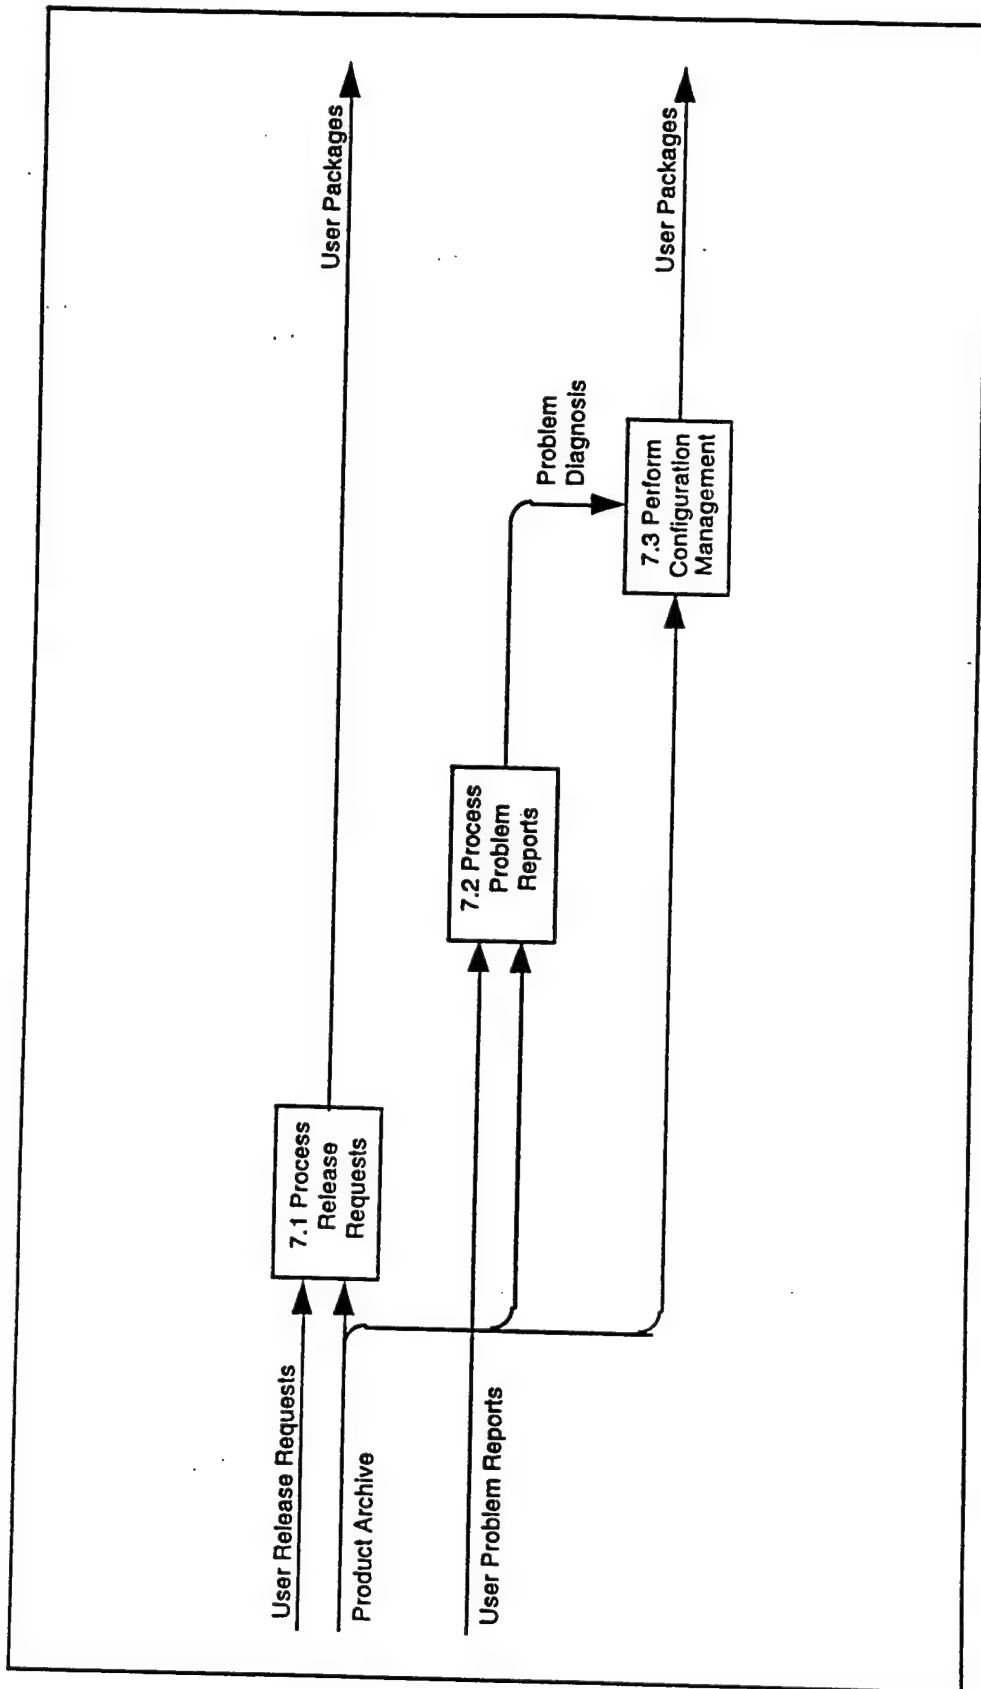 User Release Requests
Product Archive
User Problem Reports
7.1 Process
Release
Requests
7.2 Process
Problem
Reports
Problem
Diagnosis
7.3 Perform
Configuration
Management
User Packages
User Packages